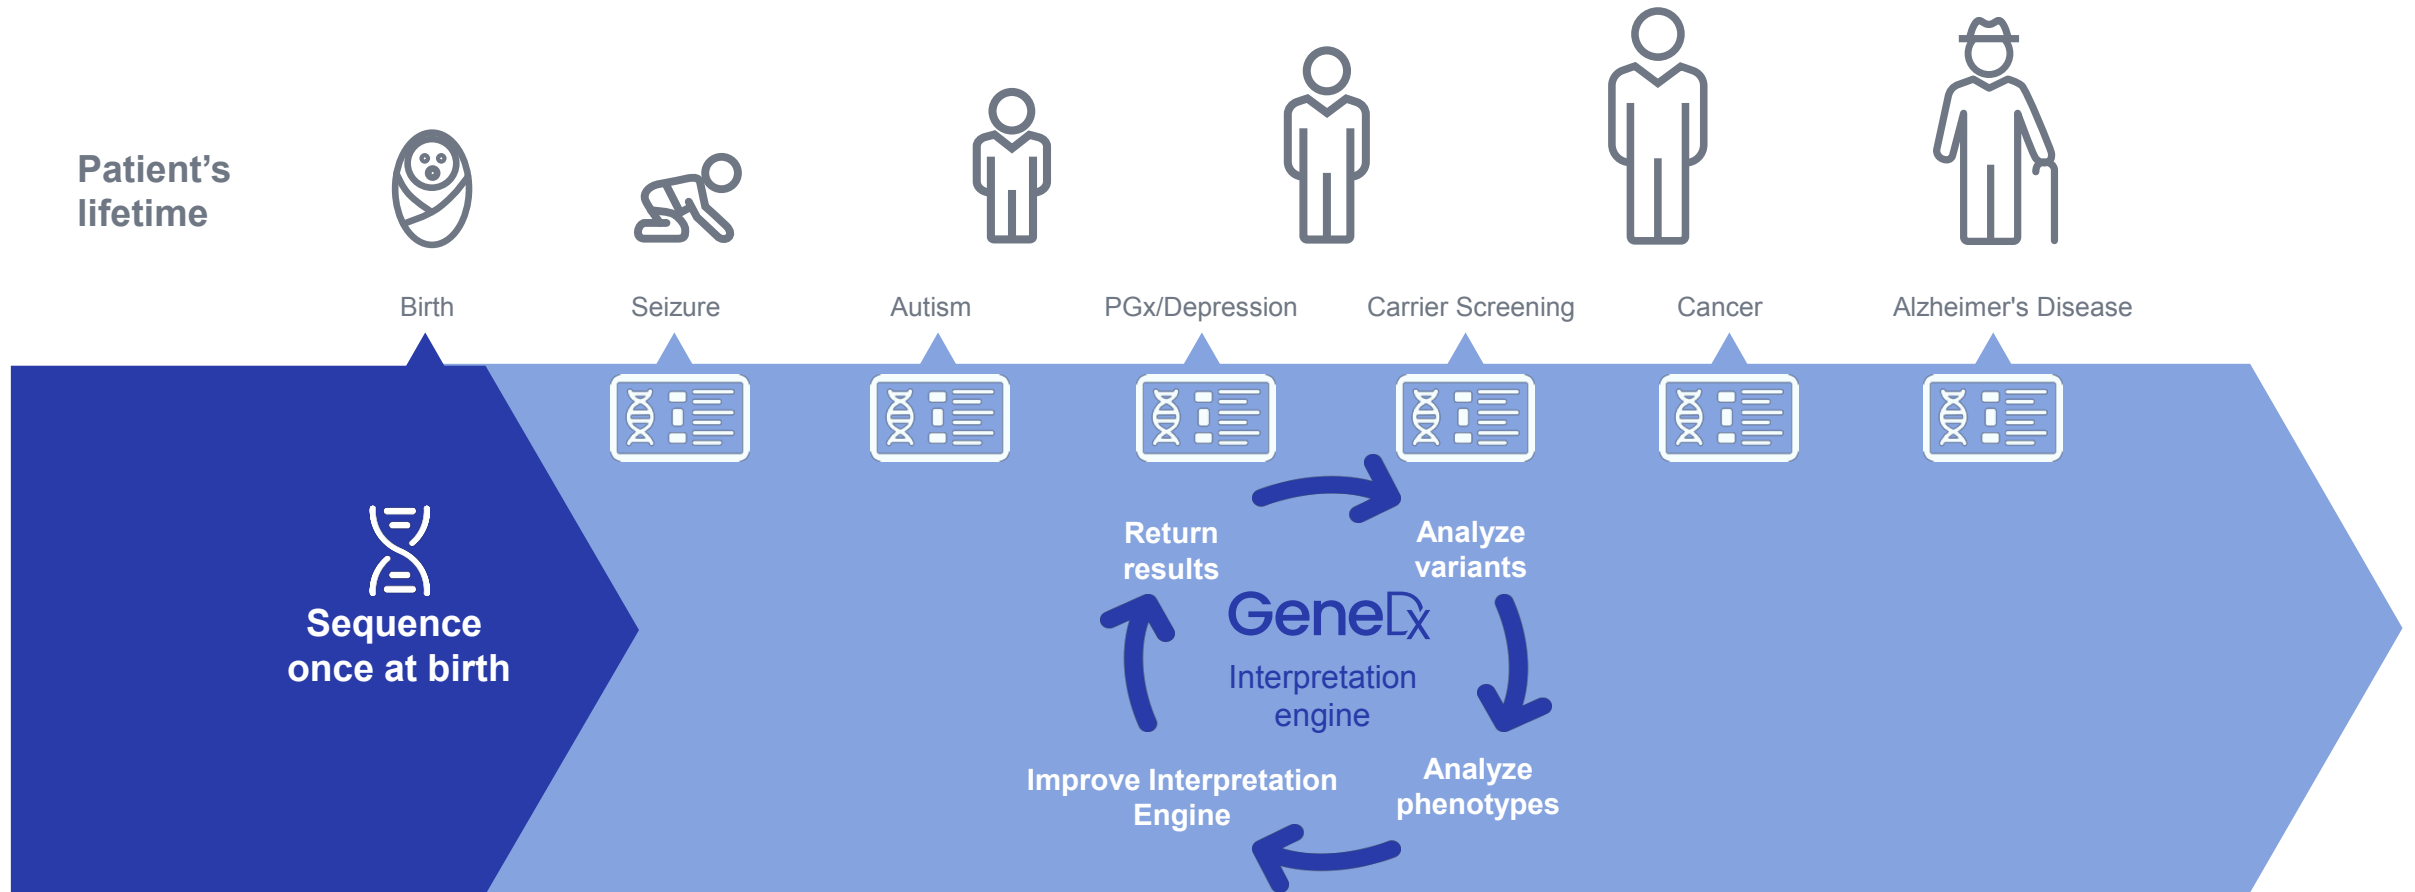 Patient's
lifetime
Birth
Seizure
Autism
PGx/Depression
Carrier Screening
Cancer
Alzheimer's Disease
Sequence
once at birth
Return
results
Analyze
variants
GeneDx
Interpretation
engine
Improve Interpretation
Engine
Analyze
phenotypes